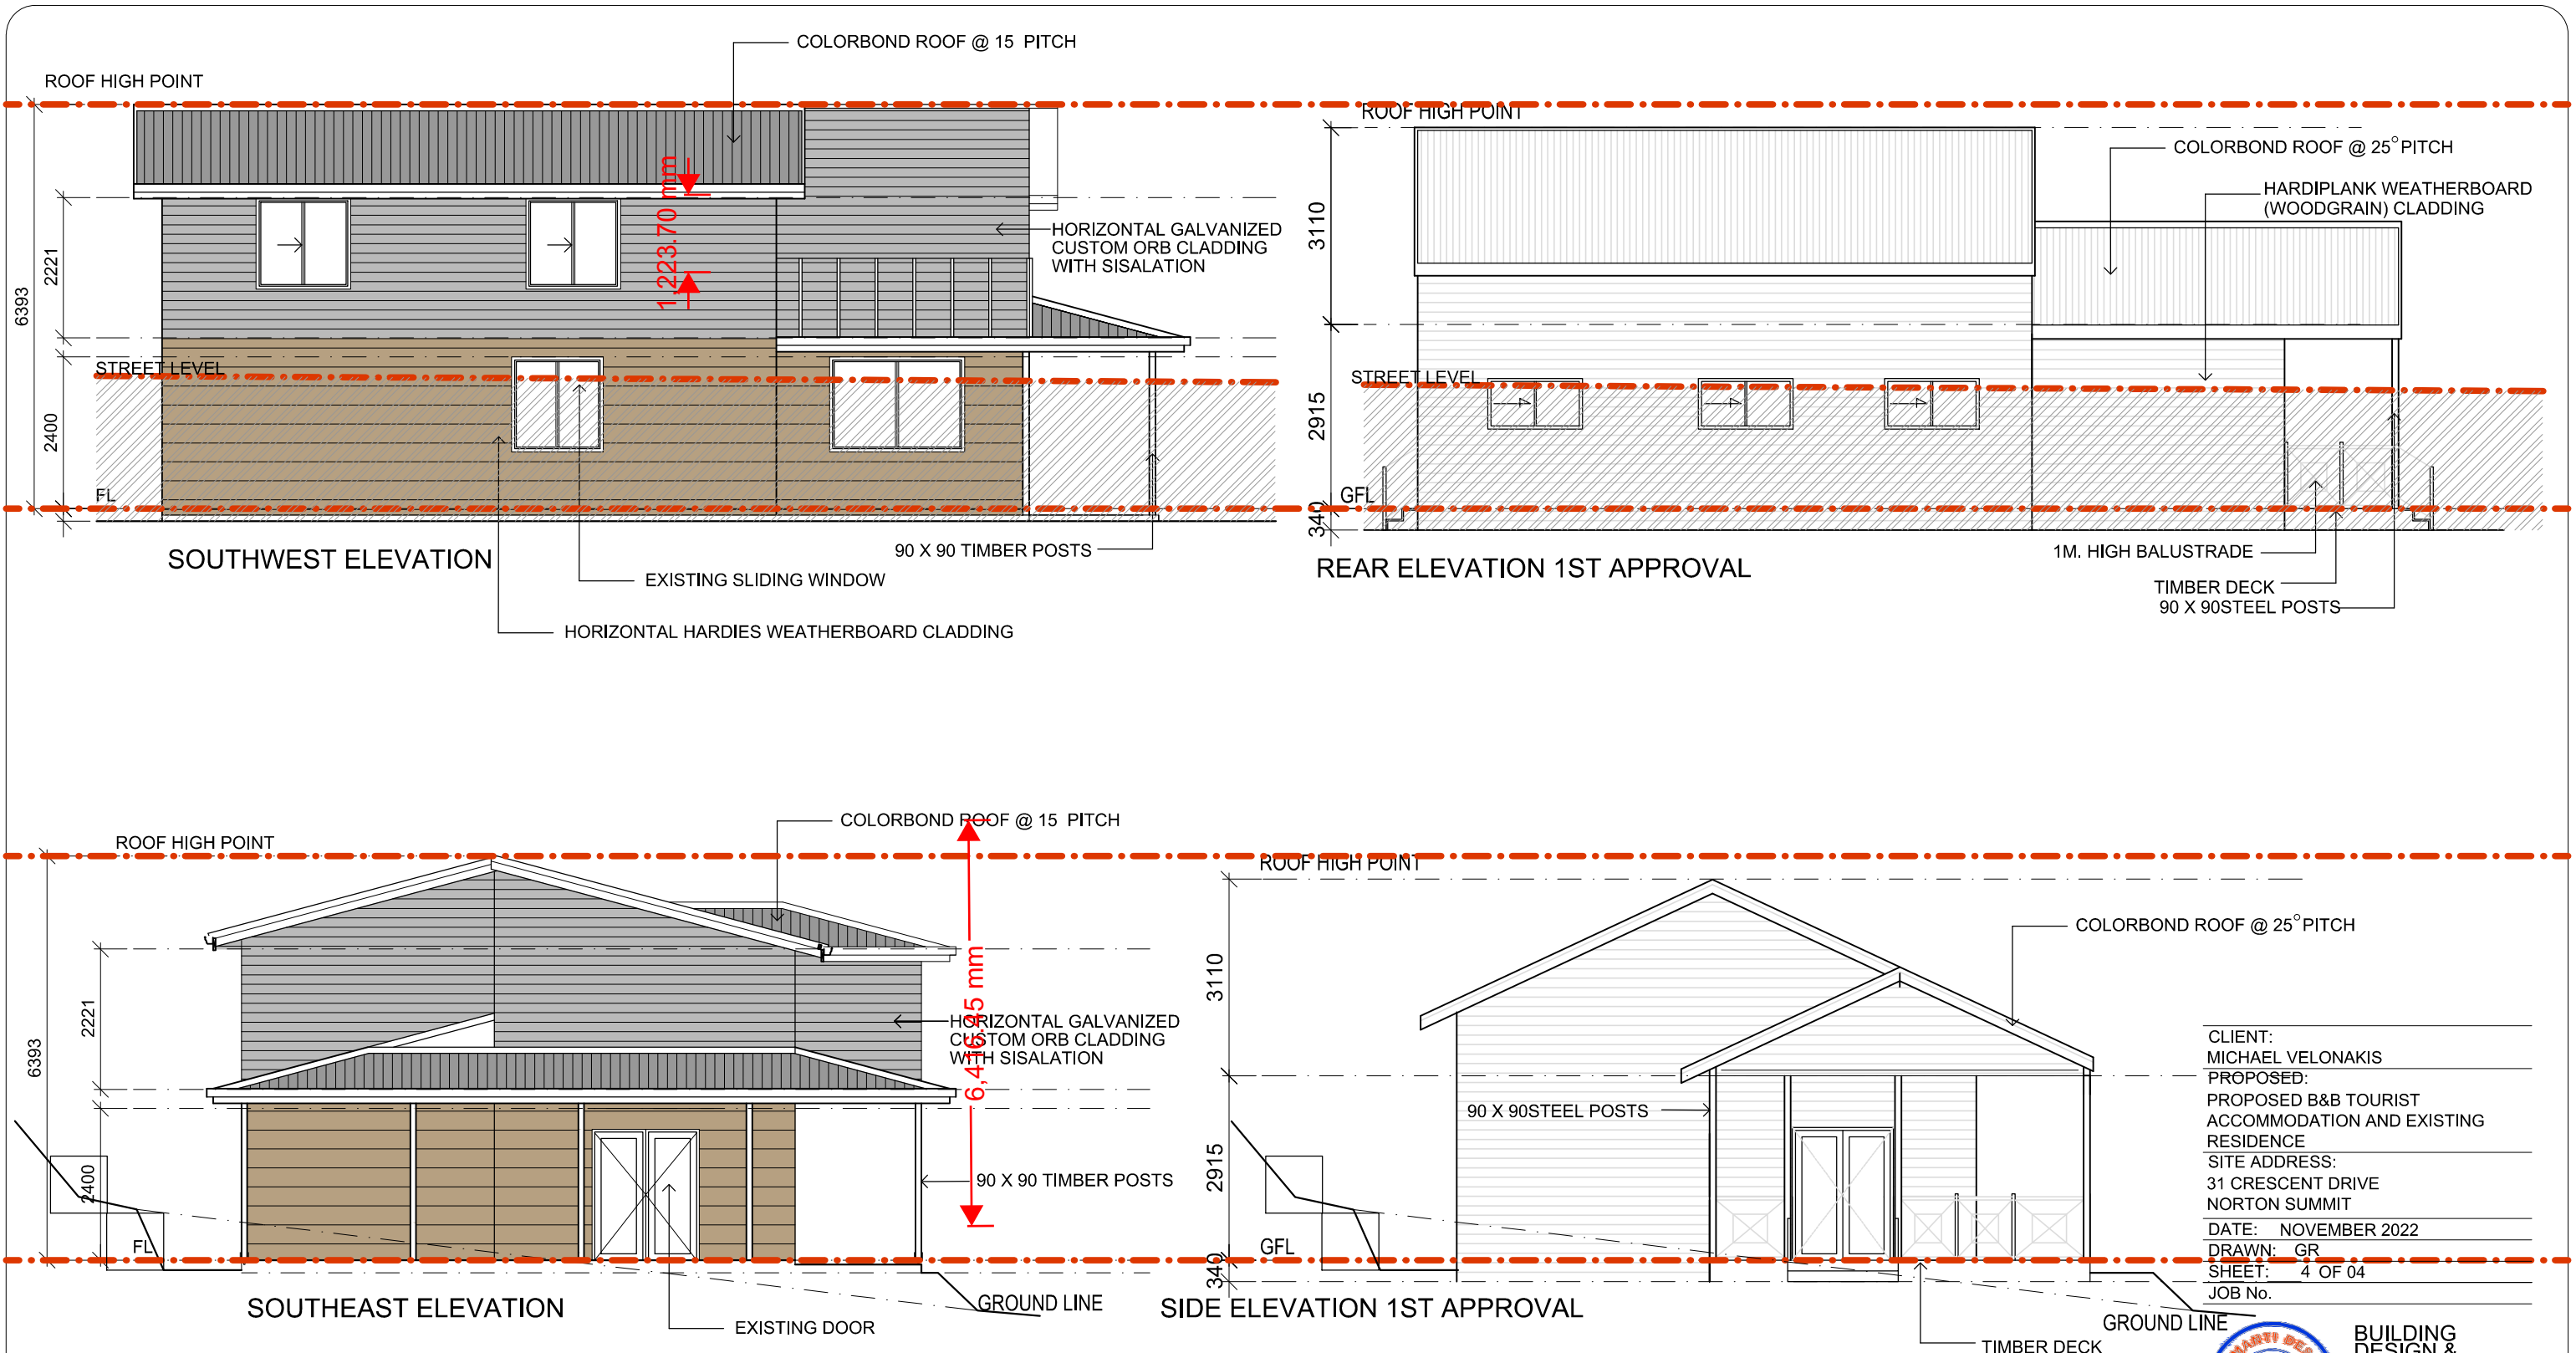 COLORBOND ROOF @ 15 PITCH
ROOF HIGH POINT
6393
2221
2400
1,223.70 mm
HORIZONTAL GALVANIZED
CUSTOM ORB CLADDING
WITH SISALATION
STREET LEVEL
FL
SOUTHWEST ELEVATION
90 X 90 TIMBER POSTS
EXISTING SLIDING WINDOW
HORIZONTAL HARDIES WEATHERBOARD CLADDING
ROOF HIGH POINT
COLORBOND ROOF @ 25° PITCH
HARDIPLANK WEATHERBOARD
(WOODGRAIN) CLADDING
3110
2915
340
STREET LEVEL
GFL
REAR ELEVATION 1ST APPROVAL
1M. HIGH BALUSTRADE
TIMBER DECK
90 X 90STEEL POSTS
COLORBOND ROOF @ 15 PITCH
ROOF HIGH POINT
6393
2221
2400
6,416.45 mm
HORIZONTAL GALVANIZED
CUSTOM ORB CLADDING
WITH SISALATION
90 X 90 TIMBER POSTS
FL
SOUTHEAST ELEVATION
GROUND LINE
EXISTING DOOR
ROOF HIGH POINT
COLORBOND ROOF @ 25° PITCH
3110
2915
340
90 X 90STEEL POSTS
GFL
SIDE ELEVATION 1ST APPROVAL
GROUND LINE
TIMBER DECK
CLIENT:
MICHAEL VELONAKIS
PROPOSED:
PROPOSED B&B TOURIST
ACCOMMODATION AND EXISTING
RESIDENCE
SITE ADDRESS:
31 CRESCENT DRIVE
NORTON SUMMIT
DATE: NOVEMBER 2022
DRAWN: GR
SHEET: 4 OF 04
JOB No.
BUILDING
DESIGN &